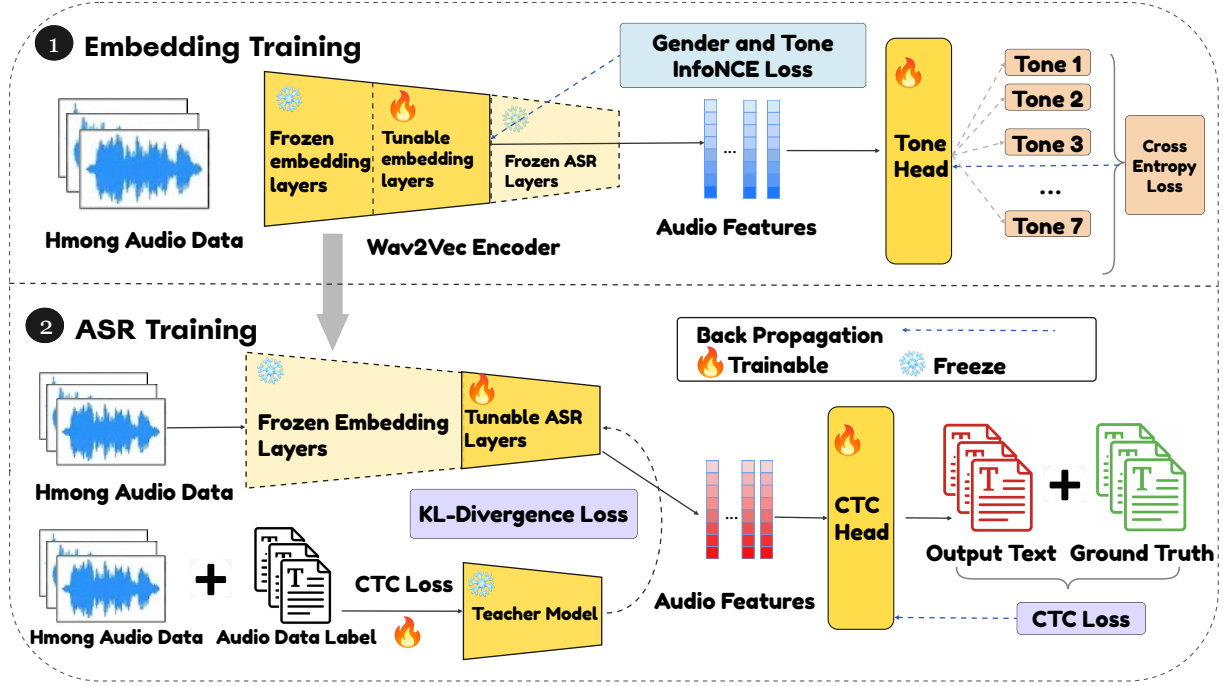 1 Embedding Training
Gender and Tone
InfoNCE Loss
Frozen
embedding
layers
Tunable
embedding
layers
Frozen ASR
Layers
Hmong Audio Data
Wav2Vec Encoder
...
Audio Features
Tone
Head
Tone 1
Tone 2
Tone 3
...
Tone 7
Cross
Entropy
Loss
2 ASR Training
Back Propagation
Trainable
Freeze
Frozen Embedding
Layers
Tunable ASR
Layers
Hmong Audio Data
KL-Divergence Loss
...
Audio Features
CTC
Head
T
T
Output Text
Ground Truth
CTC Loss
+
+
T
CTC Loss
Teacher Model
Hmong Audio Data
Audio Data Label